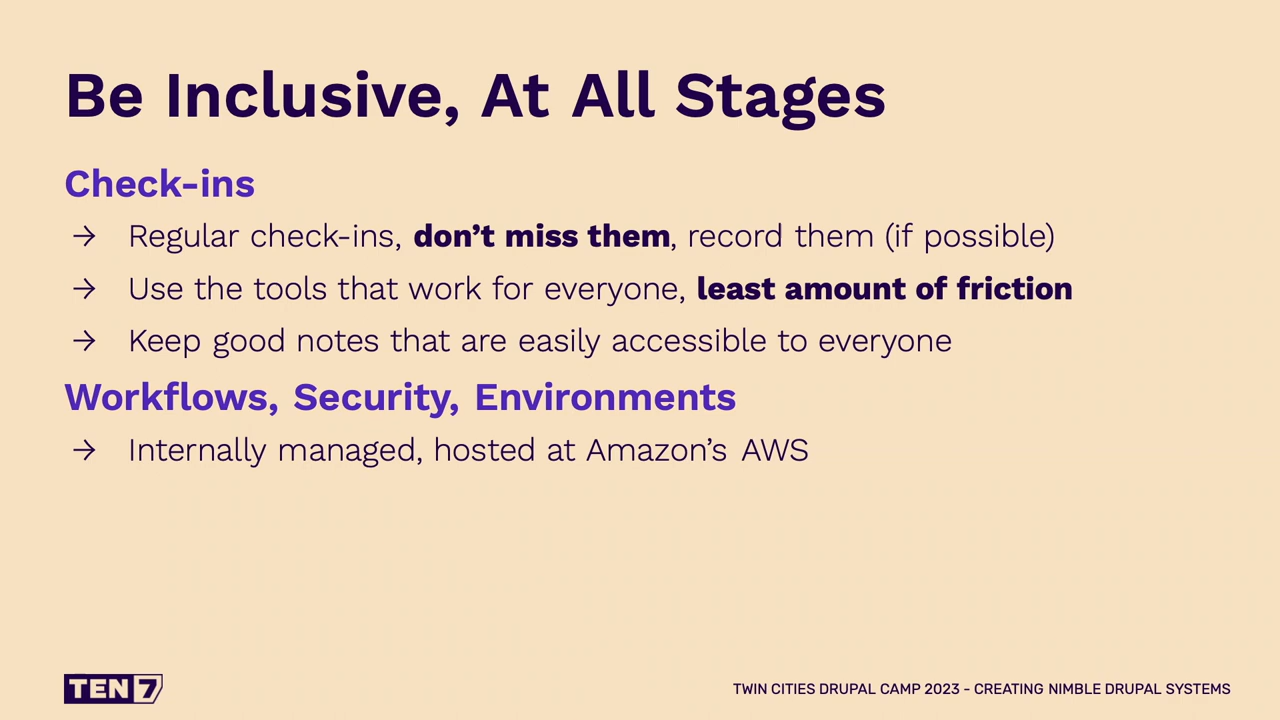 Be Inclusive, At All Stages
Check-ins
→ Regular check-ins, don’t miss them, record them (if possible)
→ Use the tools that work for everyone, least amount of friction
→ Keep good notes that are easily accessible to everyone
Workflows, Security, Environments
→ Internally managed, hosted at Amazon’s AWS
TEN7
TWIN CITIES DRUPAL CAMP 2023 - CREATING NIMBLE DRUPAL SYSTEMS